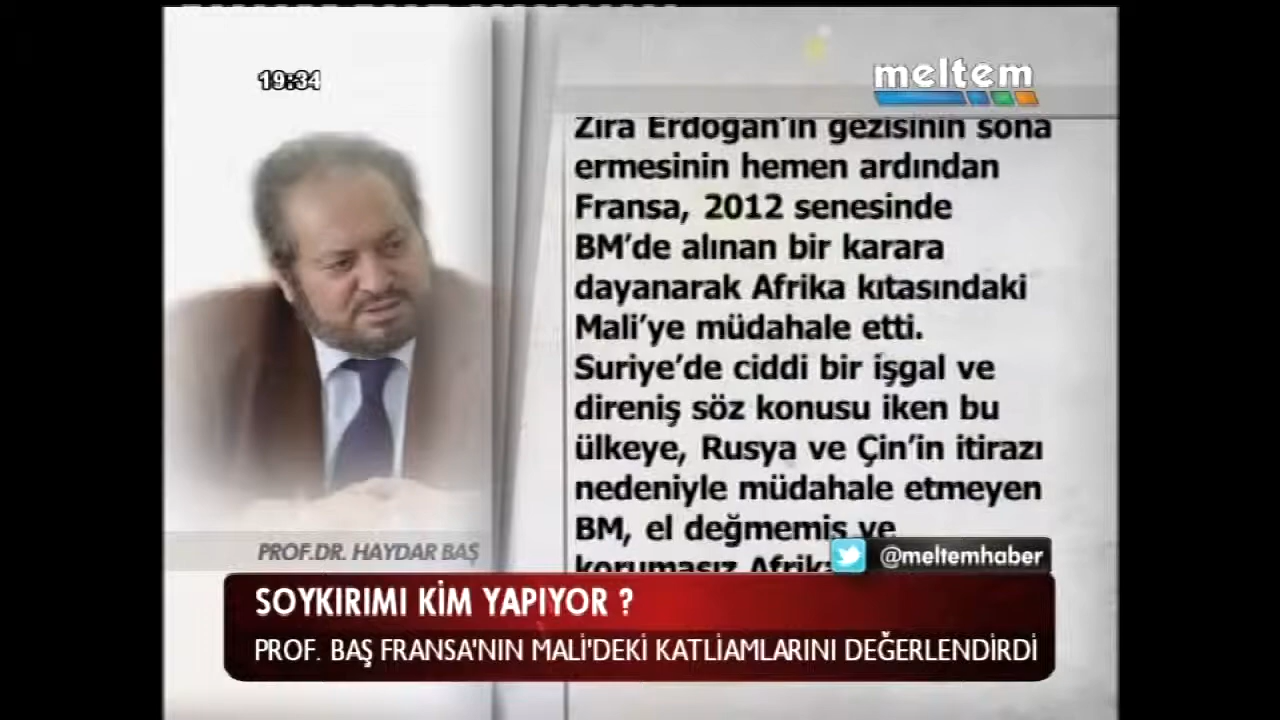 19:34
meltem
Zira Erdoğan'ın gezisinin sona
ermesinin hemen ardından
Fransa, 2012 senesinde
BM'de alınan bir karara
dayanarak Afrika kıtasındaki
Mali'ye müdahale etti.
Suriye'de ciddi bir işgal ve
direniş söz konusu iken bu
ülkeye, Rusya ve Çin'in itirazı
nedeniyle müdahale etmeyen
BM, el değmemiş ve
korumasız Afrika
PROF.DR. HAYDAR BAŞ
@meltemhaber
SOYKIRIMI KİM YAPIYOR ?
PROF. BAŞ FRANSA'NIN MALİ'DEKİ KATLİAMLARINI DEĞERLENDİRDİ